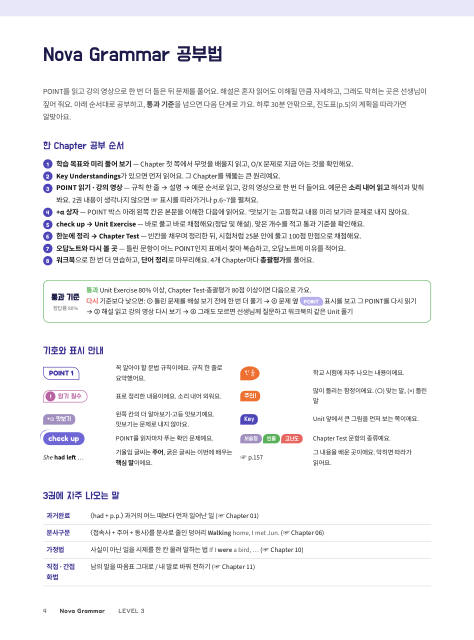 Nova Grammar 공부법
POINT를 읽고 강의 영상으로 한 번 더 들은 뒤 문제를 풀어요. 해설은 혼자 읽어도 이해될 만큼 자세하고, 그래도 막히는 곳은 선생님이
짚어 줘요. 아래 순서대로 공부하고, 통과 기준을 넘으면 다음 단계로 가요. 하루 30분 안팎으로, 진도표(p.5)의 계획을 따라가면
알맞아요.
한 Chapter 공부 순서
1 학습 목표와 미리 풀어 보기 — Chapter 첫 쪽에서 무엇을 배울지 읽고, O/X 문제로 지금 아는 것을 확인해요.
2 Key Understandings가 있으면 먼저 읽어요. 그 Chapter를 꿰뚫는 큰 원리예요.
3 POINT 읽기 · 강의 영상 — 규칙 한 줄 → 설명 → 예문 순서로 읽고, 강의 영상으로 한 번 더 들어요. 예문은 소리 내어 읽고 해석과 맞춰
봐요. 2권 내용이 생각나지 않으면 ☞ 표시를 따라가거나 p.6–7을 펼쳐요.
4 +α 상자 — POINT 박스 아래 왼쪽 칸은 본문을 이해한 다음에 읽어요. '맛보기'는 고등학교 내용 미리 보기라 문제로 내지 않아요.
5 check up → Unit Exercise — 바로 풀고 바로 채점해요(정답 및 해설). 맞은 개수를 적고 통과 기준을 확인해요.
6 한눈에 정리 → Chapter Test — 빈칸을 채우며 정리한 뒤, 시험처럼 25분 안에 풀고 100점 만점으로 채점해요.
7 오답노트와 다시 볼 곳 — 틀린 문항이 어느 POINT인지 표에서 찾아 복습하고, 오답노트에 이유를 적어요.
8 워크북으로 한 번 더 연습하고, 단어 정리로 마무리해요. 4개 Chapter마다 총괄평가를 풀어요.
통과 기준
정답률 80%
통과 Unit Exercise 80% 이상, Chapter Test·총괄평가 80점 이상이면 다음으로 가요.
다시 기준보다 낮으면: ① 틀린 문제를 해설 보기 전에 한 번 더 풀기 → ② 문제 옆 POINT 표시를 보고 그 POINT를 다시 읽기
→ ③ 해설 읽고 강의 영상 다시 보기 → ④ 그래도 모르면 선생님께 질문하고 워크북의 같은 Unit 풀기
기호와 표시 안내
POINT 1 꼭 알아야 할 문법 규칙이에요. 규칙 한 줄로
요약했어요.
학교 시험에 자주 나오는 내용이에요.
! 암기 필수 표로 정리한 내용이에요. 소리 내어 외워요.
주의! 많이 틀리는 함정이에요. (○) 맞는 말, (×) 틀린
말
+α 맛보기 왼쪽 칸의 더 알아보기·고등 맛보기예요.
맛보기는 문제로 내지 않아요.
Key Unit 앞에서 큰 그림을 먼저 보는 쪽이에요.
check up POINT를 읽자마자 푸는 확인 문제예요.
서술형 빈출 고난도 Chapter Test 문항의 종류예요.
She had left … 기울임 글씨는 주어, 굵은 글씨는 이번에 배우는
핵심 말이에요.
☞ p.157 그 내용을 배운 곳이에요. 막히면 따라가
읽어요.
3권에 자주 나오는 말
과거완료 〈had + p.p.〉 과거의 어느 때보다 먼저 일어난 일 (☞ Chapter 01)
분사구문 〈접속사 + 주어 + 동사〉를 분사로 줄인 덩어리 Walking home, I met Jun. (☞ Chapter 06)
가정법 사실이 아닌 일을 시제를 한 칸 물려 말하는 법 If I were a bird, … (☞ Chapter 10)
직접 · 간접
화법
남의 말을 따옴표 그대로 / 내 말로 바꿔 전하기 (☞ Chapter 11)
4 Nova Grammar LEVEL 3